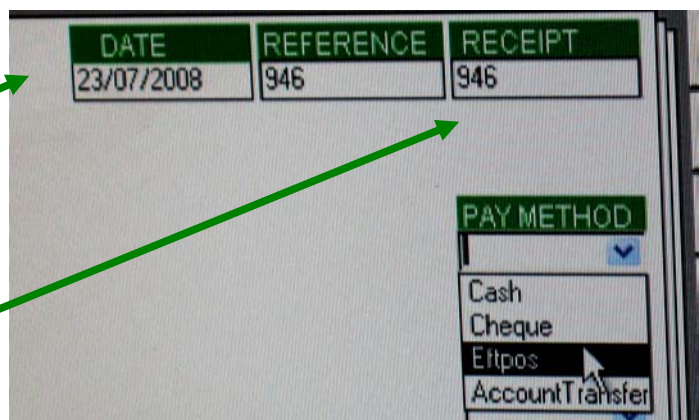 DATE REFERENCE RECEIPT
23/07/2008 946 946
PAY METHOD
Cash
Cheque
Eftpos
AccountTransfer